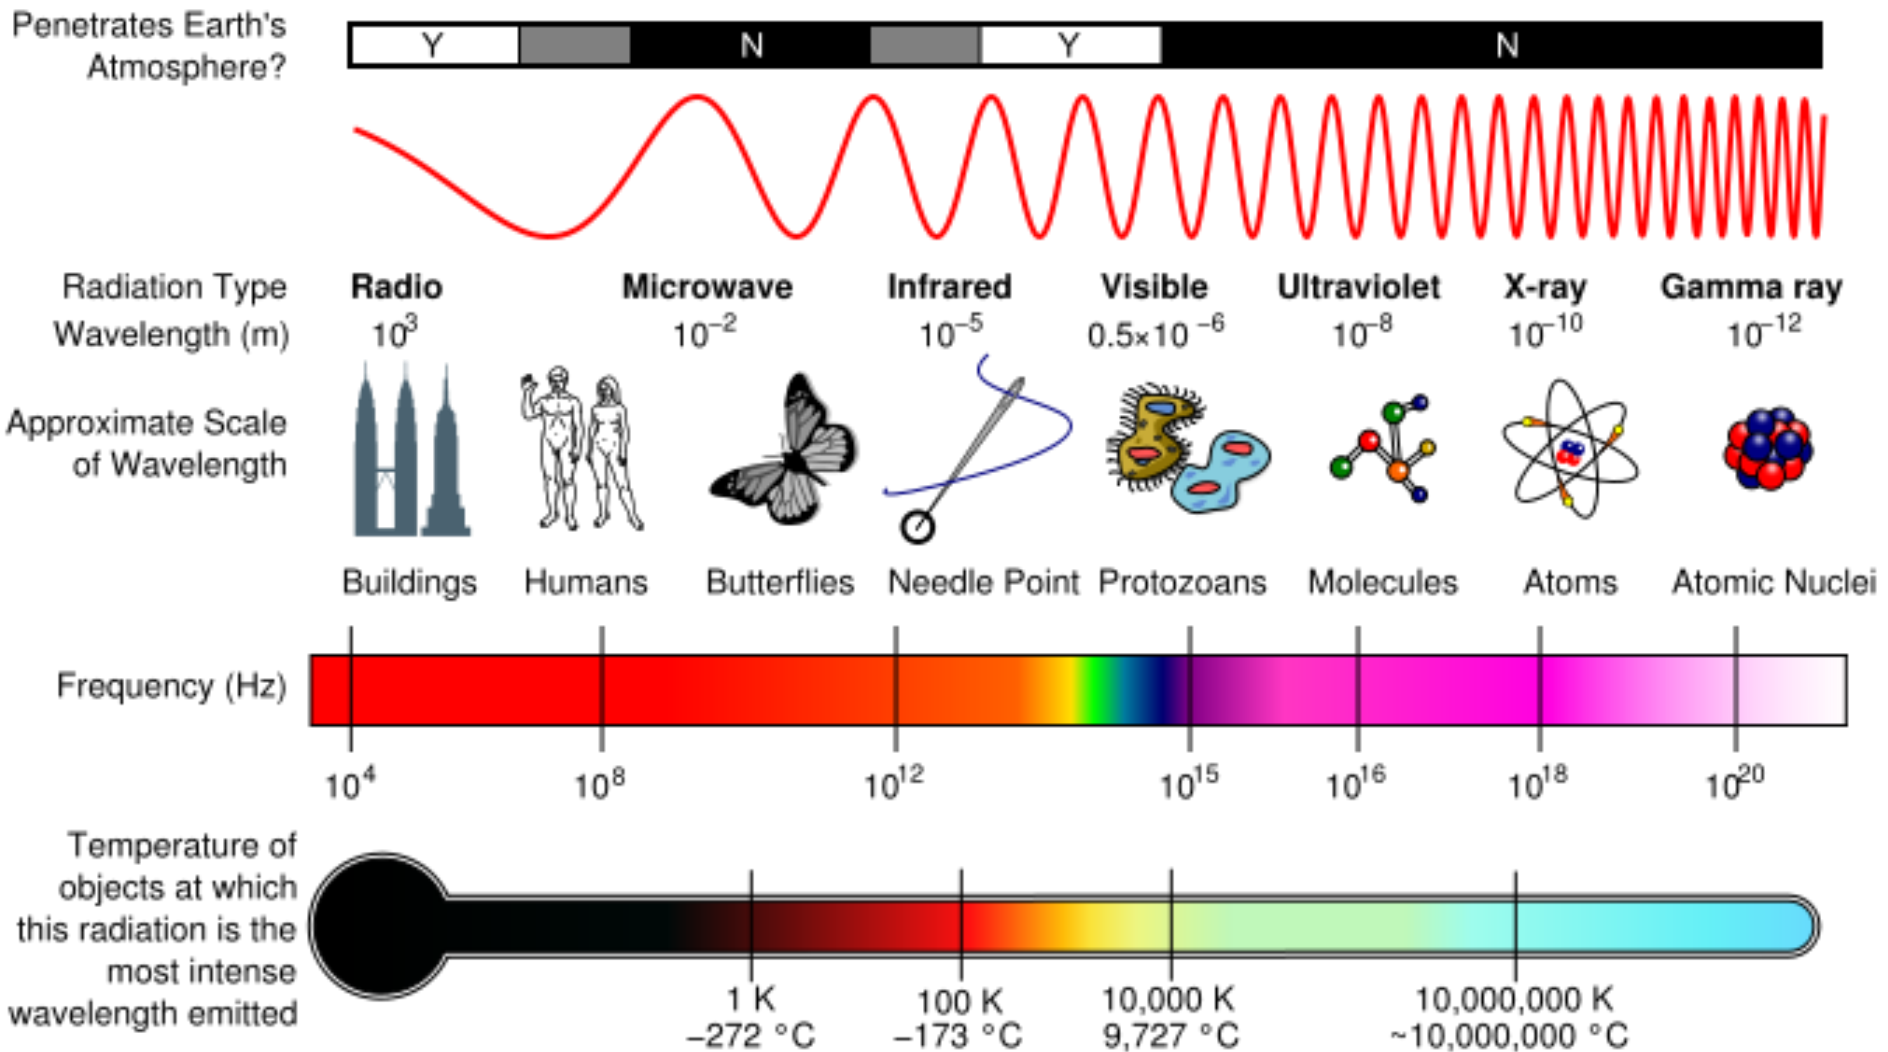 Penetrates Earth's
Atmosphere?
Y N Y N
Radiation Type Radio Microwave Infrared Visible Ultraviolet X-ray Gamma ray
Wavelength (m) 10³ 10⁻² 10⁻⁵ 0.5×10⁻⁶ 10⁻⁸ 10⁻¹⁰ 10⁻¹²
Approximate Scale
of Wavelength
Buildings Humans Butterflies Needle Point Protozoans Molecules Atoms Atomic Nuclei
Frequency (Hz)
10⁴ 10⁸ 10¹² 10¹⁵ 10¹⁶ 10¹⁸ 10²⁰
Temperature of
objects at which
this radiation is the
most intense
wavelength emitted
1 K 100 K 10,000 K 10,000,000 K
−272 °C −173 °C 9,727 °C ~10,000,000 °C